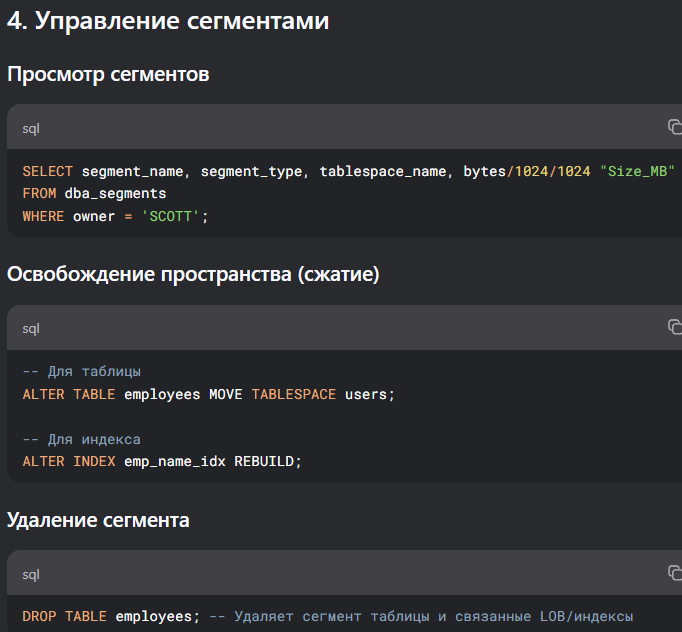 4. Управление сегментами
Просмотр сегментов
sql
SELECT segment_name, segment_type, tablespace_name, bytes/1024/1024 "Size_MB"
FROM dba_segments
WHERE owner = 'SCOTT';
Освобождение пространства (сжатие)
sql
-- Для таблицы
ALTER TABLE employees MOVE TABLESPACE users;
-- Для индекса
ALTER INDEX emp_name_idx REBUILD;
Удаление сегмента
sql
DROP TABLE employees; -- Удаляет сегмент таблицы и связанные LOB/индексы